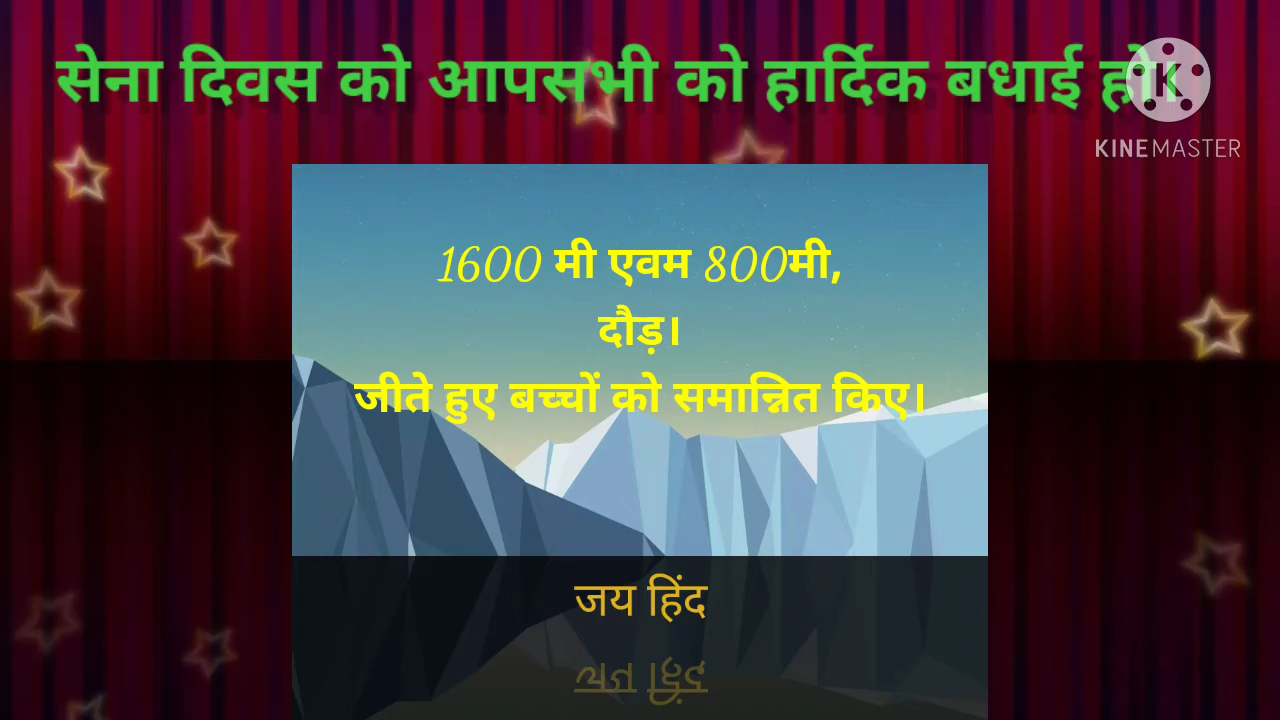 सेना दिवस को आपसभी को हार्दिक बधाई हो।
KINEMASTER
1600 मी एवम 800मी,
दौड़।
जीते हुए बच्चों को समान्नित किए।
जय हिंद